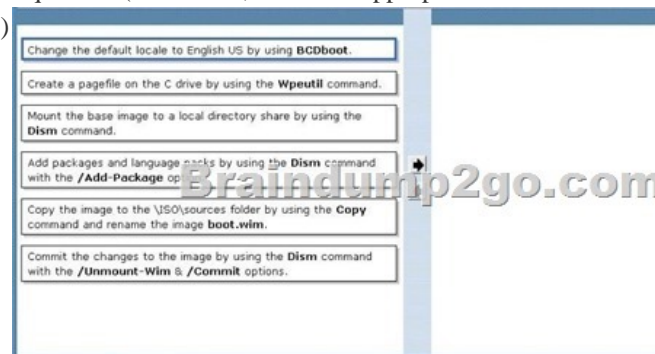 )
Change the default locale to English US by using BCDboot.
Create a pagefile on the C drive by using the Wpeutil command.
Mount the base image to a local directory share by using the
Dism command.
Add packages and language packs by using the Dism command
with the /Add-Package
Braindump2go.com
Copy the image to the \ISO\sources folder by using the Copy
command and rename the image boot.wim.
Commit the changes to the image by using the Dism command
with the /Unmount-Wim & /Commit options.